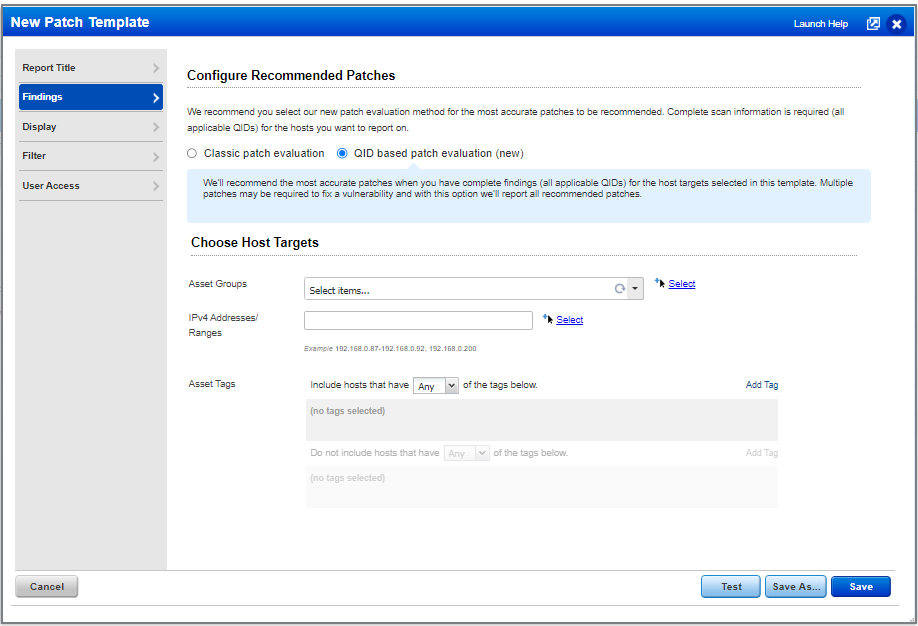 New Patch Template
Launch Help
Report Title
Findings
Display
Filter
User Access
Configure Recommended Patches
We recommend you select our new patch evaluation method for the most accurate patches to be recommended. Complete scan information is required (all
applicable QIDs) for the hosts you want to report on.
Classic patch evaluation QID based patch evaluation (new)
We'll recommend the most accurate patches when you have complete findings (all applicable QIDs) for the host targets selected in this template. Multiple
patches may be required to fix a vulnerability and with this option we'll report all recommended patches.
Choose Host Targets
Asset Groups
Select items...
Select
IPv4 Addresses/
Ranges
Select
Example 192.168.0.87-192.168.0.92, 192.168.0.200
Asset Tags
Include hosts that have Any of the tags below.
Add Tag
(no tags selected)
Do not include hosts that have Any of the tags below.
Add Tag
(no tags selected)
Cancel
Test
Save As...
Save